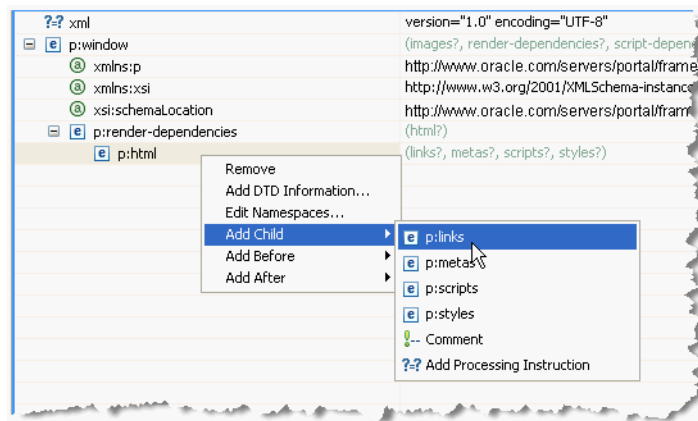 ?=? xml version="1.0" encoding="UTF-8"
e p:window (images?, render-dependencies?, script-depen
a xmlns:p http://www.oracle.com/servers/portal/frame
a xmlns:xsi http://www.w3.org/2001/XMLSchema-instance
a xsi:schemaLocation http://www.oracle.com/servers/portal/fram
e p:render-dependencies (html?)
e p:html (links?, metas?, scripts?, styles?)
Remove
Add DTD Information...
Edit Namespaces...
Add Child
Add Before
Add After
e p:links
e p:metas
e p:scripts
e p:styles
!-- Comment
?=? Add Processing Instruction